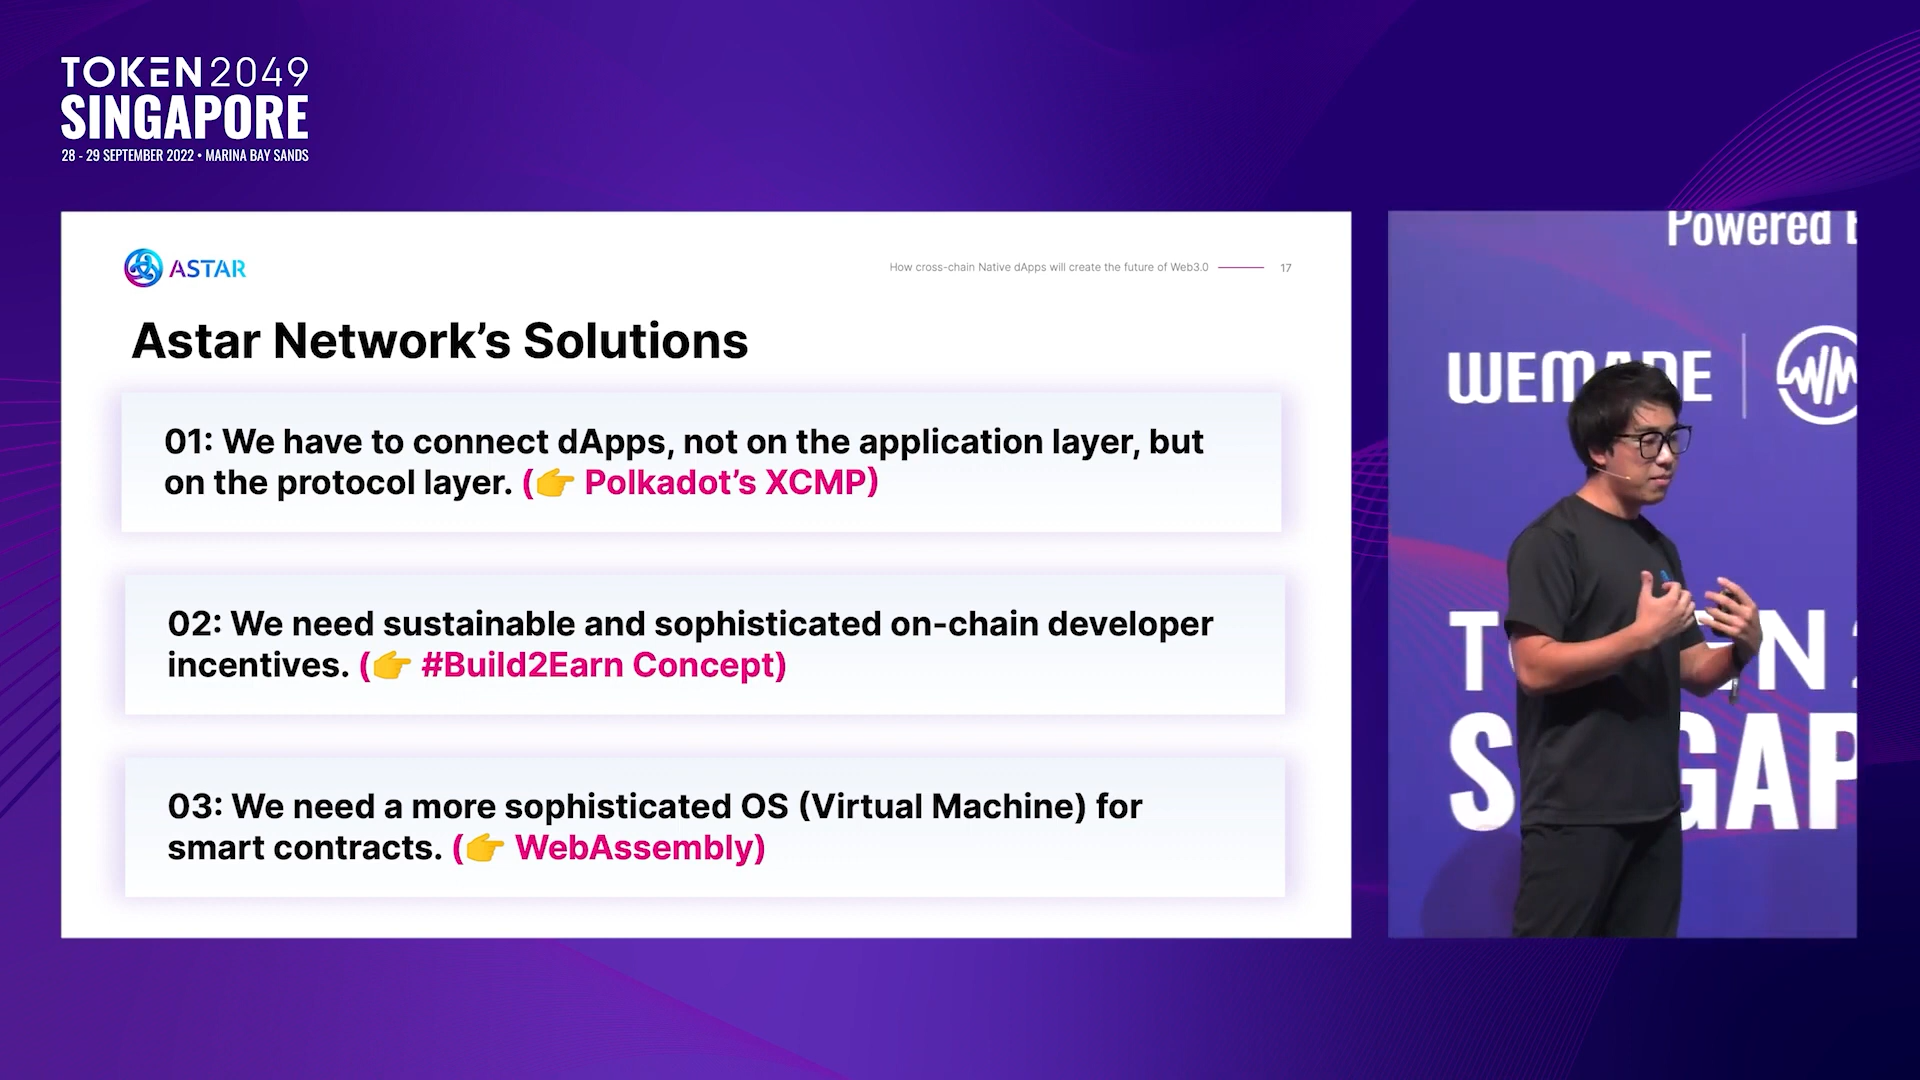 TOKEN2049
SINGAPORE
28 - 29 SEPTEMBER 2022 • MARINA BAY SANDS
ASTAR
How cross-chain Native dApps will create the future of Web3.0
17
Astar Network’s Solutions
01: We have to connect dApps, not on the application layer, but
on the protocol layer. (👉 Polkadot’s XCMP)
02: We need sustainable and sophisticated on-chain developer
incentives. (👉 #Build2Earn Concept)
03: We need a more sophisticated OS (Virtual Machine) for
smart contracts. (👉 WebAssembly)
Powered